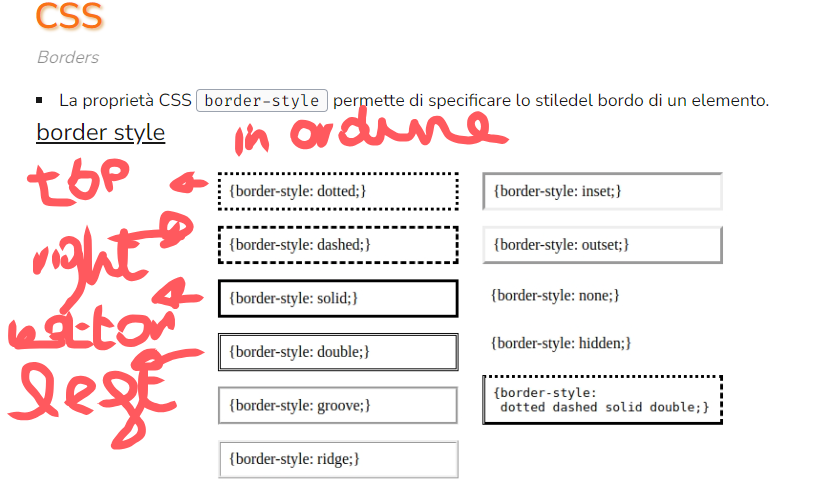 CSS
Borders
La proprietà CSS border-style permette di specificare lo stiledel bordo di un elemento.
border style
in ordine
top
right
bottom
left
{border-style: dotted;}
{border-style: dashed;}
{border-style: solid;}
{border-style: double;}
{border-style: groove;}
{border-style: ridge;}
{border-style: inset;}
{border-style: outset;}
{border-style: none;}
{border-style: hidden;}
{border-style:
dotted dashed solid double;}